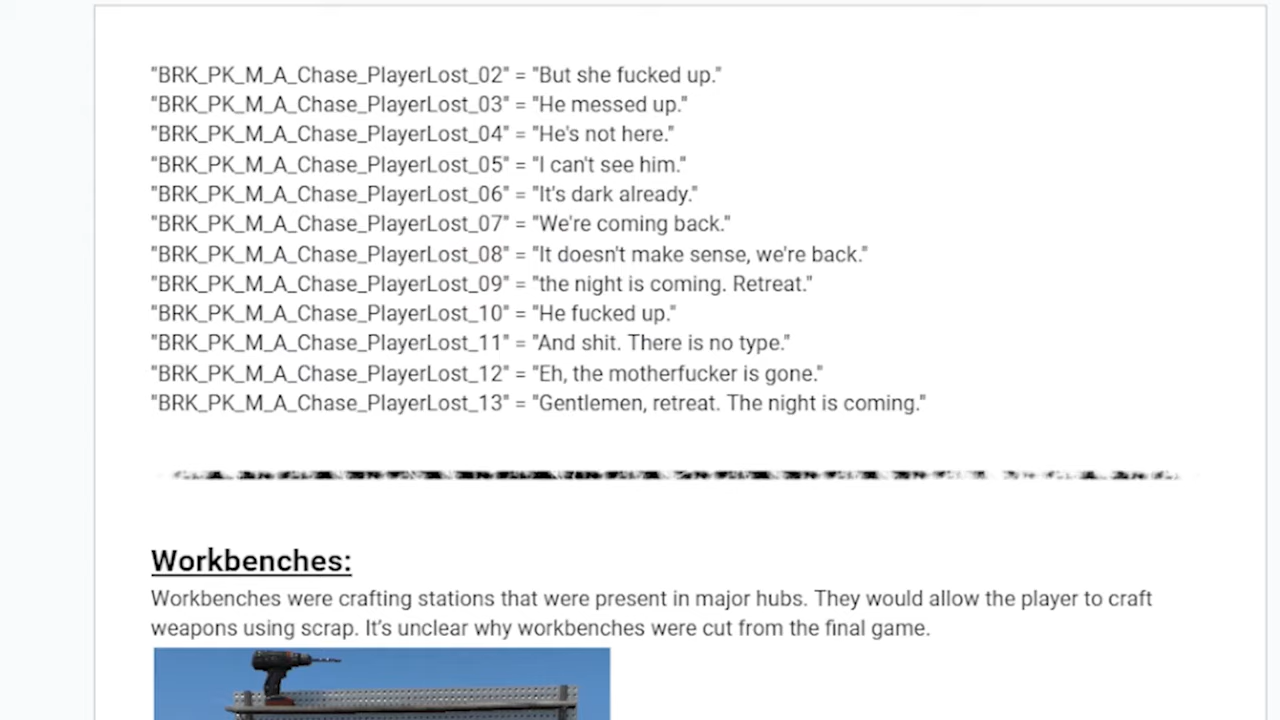 "BRK_PK_M_A_Chase_PlayerLost_02" = "But she fucked up."
"BRK_PK_M_A_Chase_PlayerLost_03" = "He messed up."
"BRK_PK_M_A_Chase_PlayerLost_04" = "He's not here."
"BRK_PK_M_A_Chase_PlayerLost_05" = "I can't see him."
"BRK_PK_M_A_Chase_PlayerLost_06" = "It's dark already."
"BRK_PK_M_A_Chase_PlayerLost_07" = "We're coming back."
"BRK_PK_M_A_Chase_PlayerLost_08" = "It doesn't make sense, we're back."
"BRK_PK_M_A_Chase_PlayerLost_09" = "the night is coming. Retreat."
"BRK_PK_M_A_Chase_PlayerLost_10" = "He fucked up."
"BRK_PK_M_A_Chase_PlayerLost_11" = "And shit. There is no type."
"BRK_PK_M_A_Chase_PlayerLost_12" = "Eh, the motherfucker is gone."
"BRK_PK_M_A_Chase_PlayerLost_13" = "Gentlemen, retreat. The night is coming."
Workbenches:
Workbenches were crafting stations that were present in major hubs. They would allow the player to craft
weapons using scrap. It’s unclear why workbenches were cut from the final game.